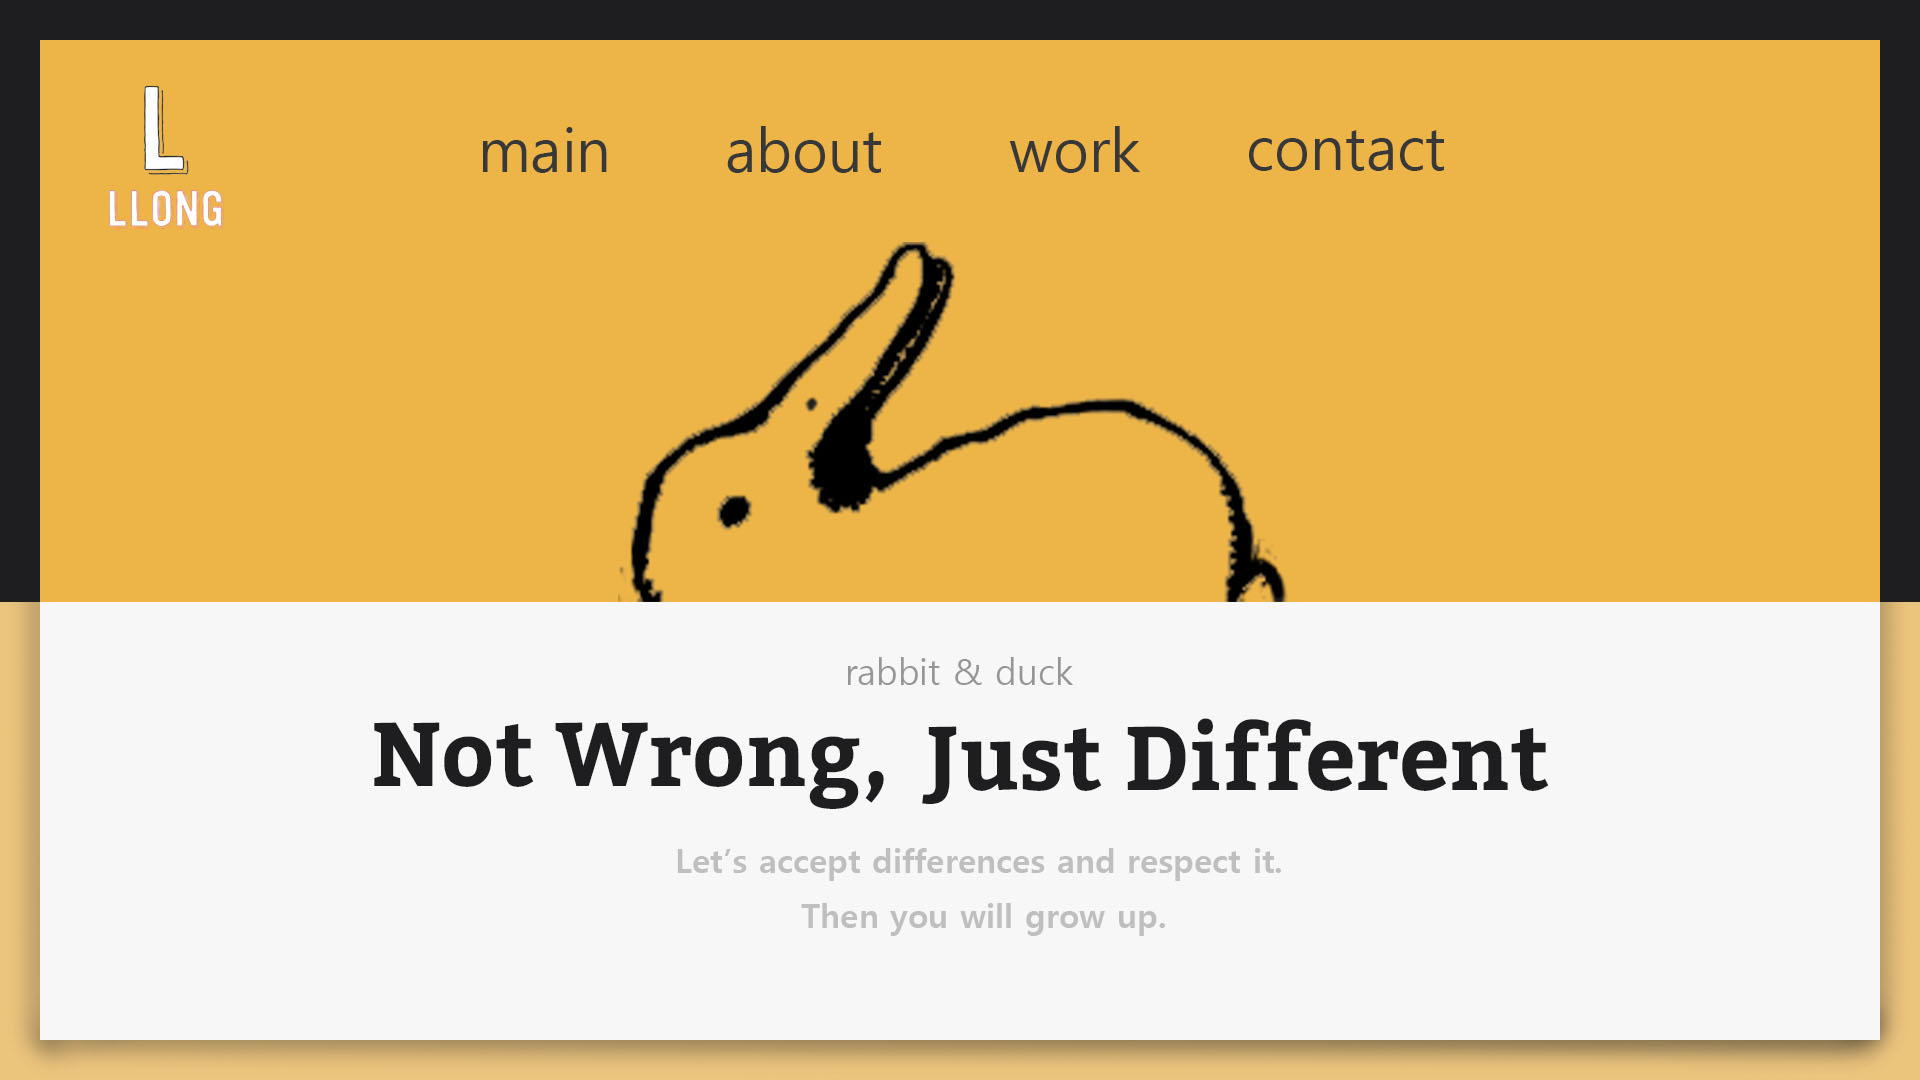 L
LLONG
main about work contact
rabbit & duck
Not Wrong, Just Different
Let’s accept differences and respect it.
Then you will grow up.